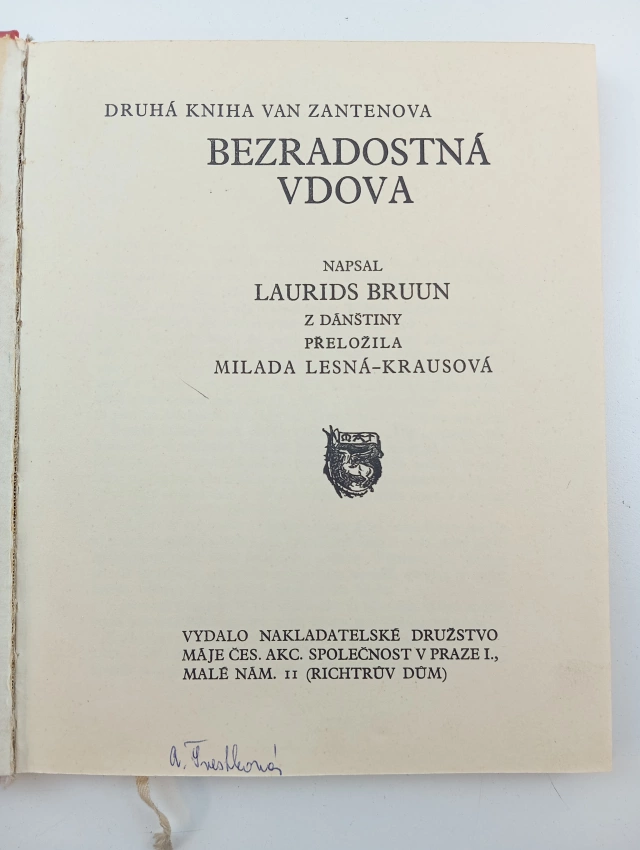 DRUHÁ KNIHA VAN ZANTENOVA
BEZRADOSTNÁ
VDOVA
NAPSAL
LAURIDS BRUUN
Z DÁNŠTINY
PŘELOŽILA
MILADA LESNÁ-KRAUSOVÁ
VYDALO NAKLADATELSKÉ DRUŽSTVO
MÁJE ČES. AKC. SPOLEČNOST V PRAZE I.,
MALÉ NÁM. 11 (RICHTRŮV DŮM)
A.